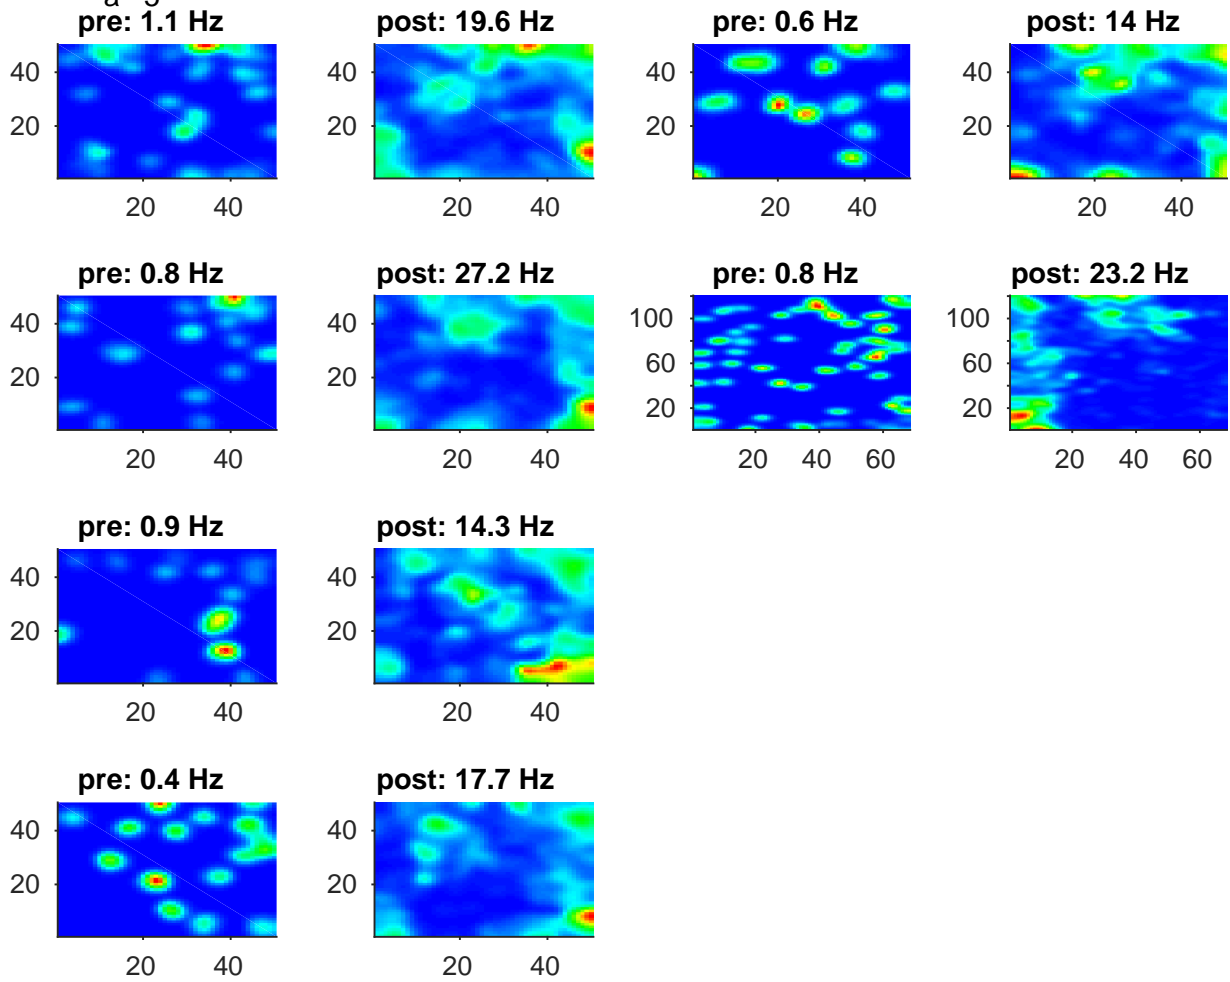 pre: 1.1 Hz post: 19.6 Hz pre: 0.6 Hz post: 14 Hz
40 40 40 40
20 20 20 20
20 40 20 40 20 40 20 40
pre: 0.8 Hz post: 27.2 Hz pre: 0.8 Hz post: 23.2 Hz
40 40 100 100
20 20 60 60
20 20
20 40 20 40 20 40 60 20 40 60
pre: 0.9 Hz post: 14.3 Hz
40 40
20 20
20 40 20 40
pre: 0.4 Hz post: 17.7 Hz
40 40
20 20
20 40 20 40